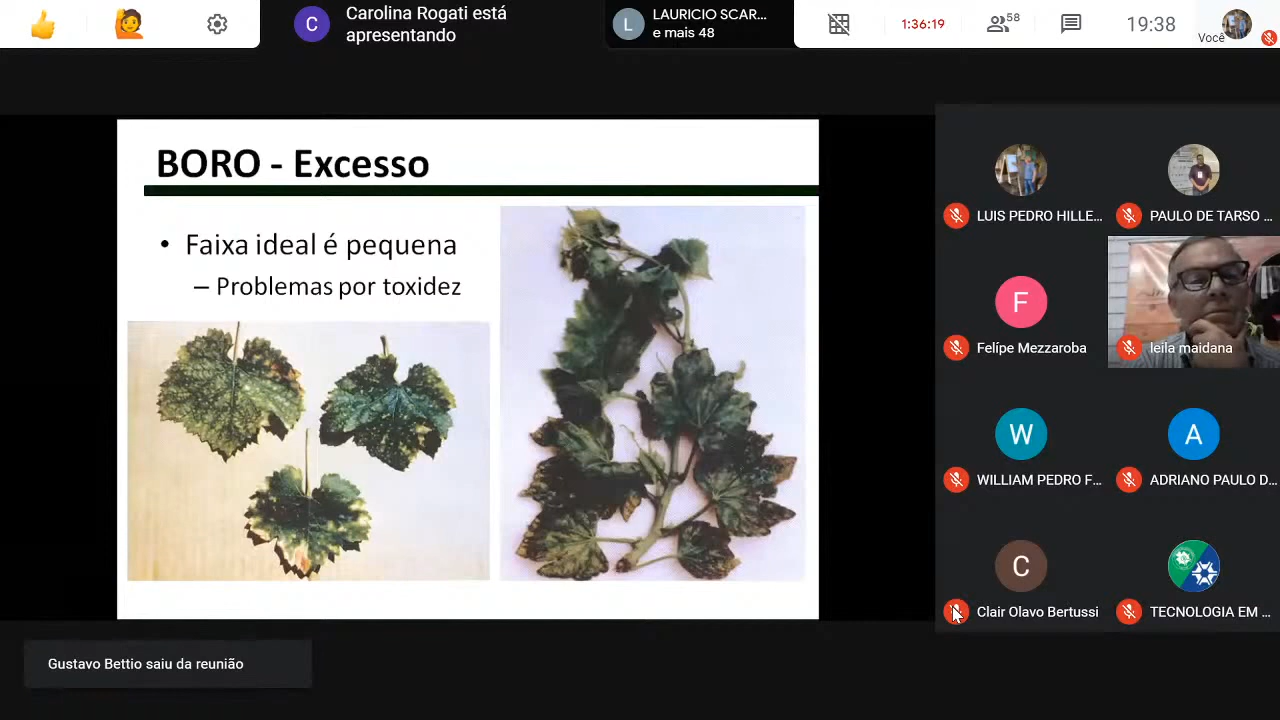 Carolina Rogati está
apresentando
C
L
LAURICIO SCAR...
e mais 48
1:36:19
58
19:38
Você
BORO - Excesso
• Faixa ideal é pequena
– Problemas por toxidez
LUIS PEDRO HILLE...
PAULO DE TARSO ...
F
Felípe Mezzaroba
leila maidana
W
WILLIAM PEDRO F...
A
ADRIANO PAULO D...
C
Clair Olavo Bertussi
TECNOLOGIA EM ...
Gustavo Bettio saiu da reunião